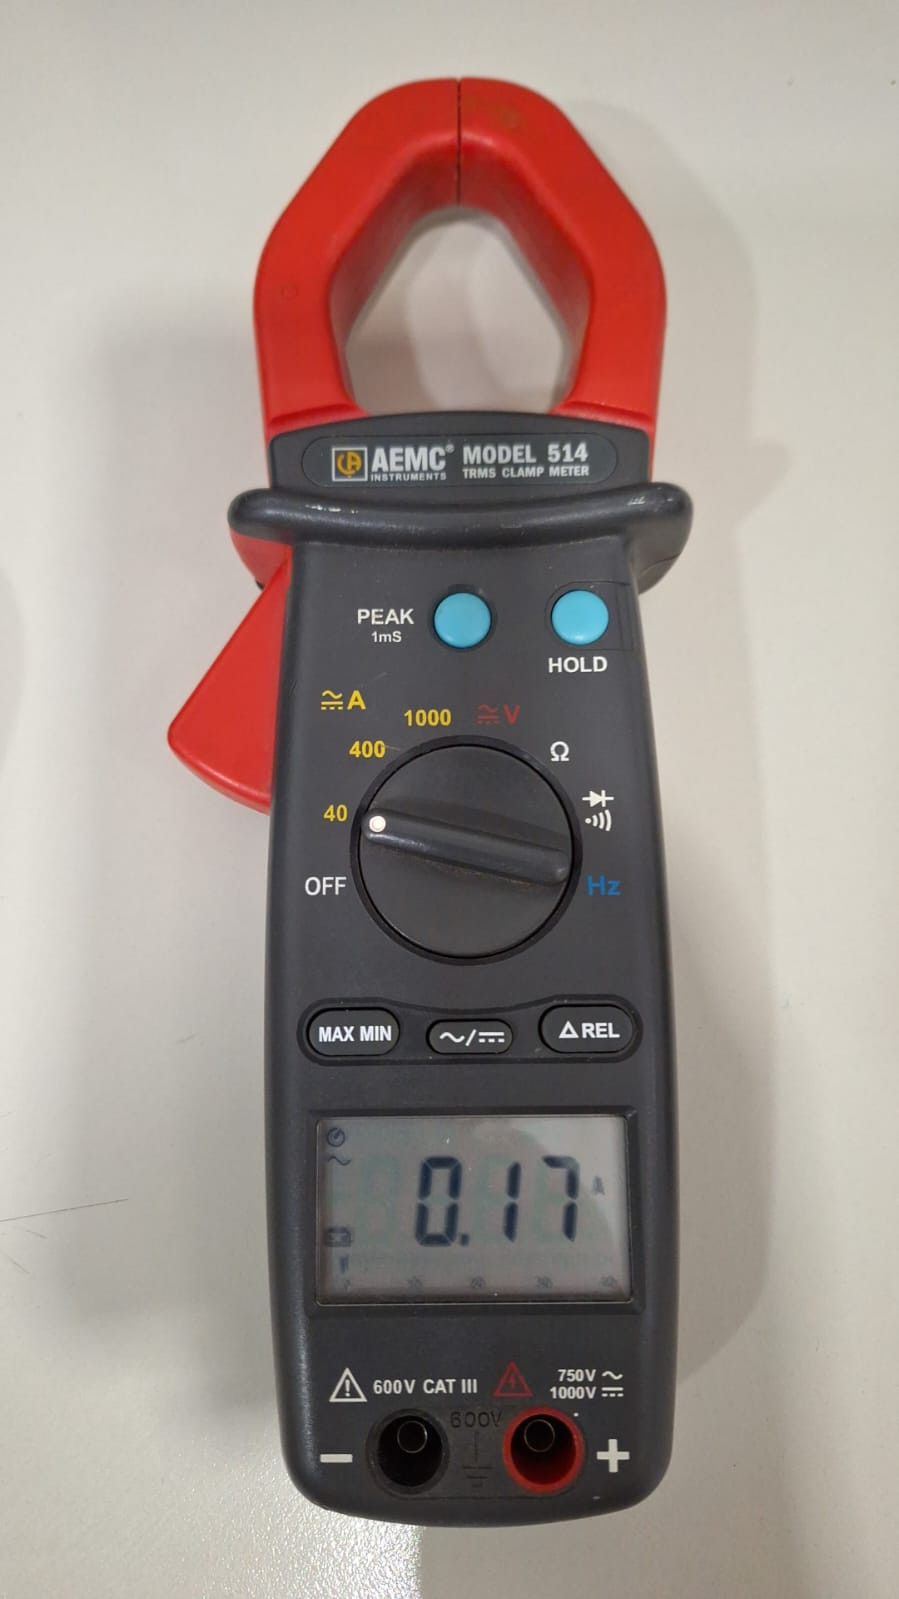 AEMC® MODEL 514
INSTRUMENTS TRMS CLAMP METER
PEAK
1mS
HOLD
A
1000
V
400
Ω
40
OFF
Hz
MAX MIN
~/⎓
Δ REL
0.17 A
600V CAT III
750V ~
1000V ⎓
600V
− +